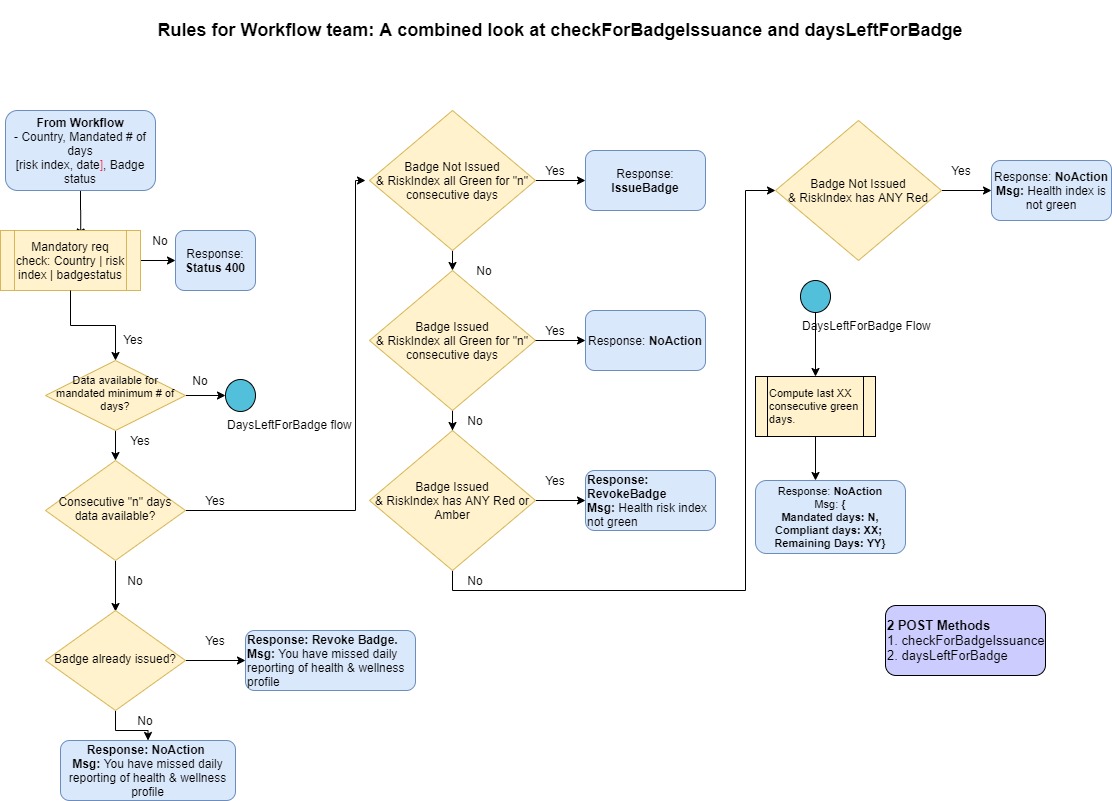 Rules for Workflow team: A combined look at checkForBadgeIssuance and daysLeftForBadge
From Workflow
- Country, Mandated # of
days
[risk index, date], Badge
status
Mandatory req
check: Country | risk
index | badgestatus
No
Response:
Status 400
Yes
Data available for
mandated minimum # of
days?
No
DaysLeftForBadge flow
Yes
Consecutive "n" days
data available?
Yes
No
Badge already issued?
Yes
Response: Revoke Badge.
Msg: You have missed daily
reporting of health & wellness
profile
No
Response: NoAction
Msg: You have missed daily
reporting of health & wellness
profile
Badge Not Issued
& RiskIndex all Green for "n"
consecutive days
Yes
Response:
IssueBadge
No
Badge Issued
& RiskIndex all Green for "n"
consecutive days
Yes
Response: NoAction
No
Badge Issued
& RiskIndex has ANY Red or
Amber
Yes
Response:
RevokeBadge
Msg: Health risk index
not green
No
Badge Not Issued
& RiskIndex has ANY Red
Yes
Response: NoAction
Msg: Health index is
not green
DaysLeftForBadge Flow
Compute last XX
consecutive green
days.
Response: NoAction
Msg: {
Mandated days: N,
Compliant days: XX;
Remaining Days: YY}
2 POST Methods
1. checkForBadgeIssuance
2. daysLeftForBadge